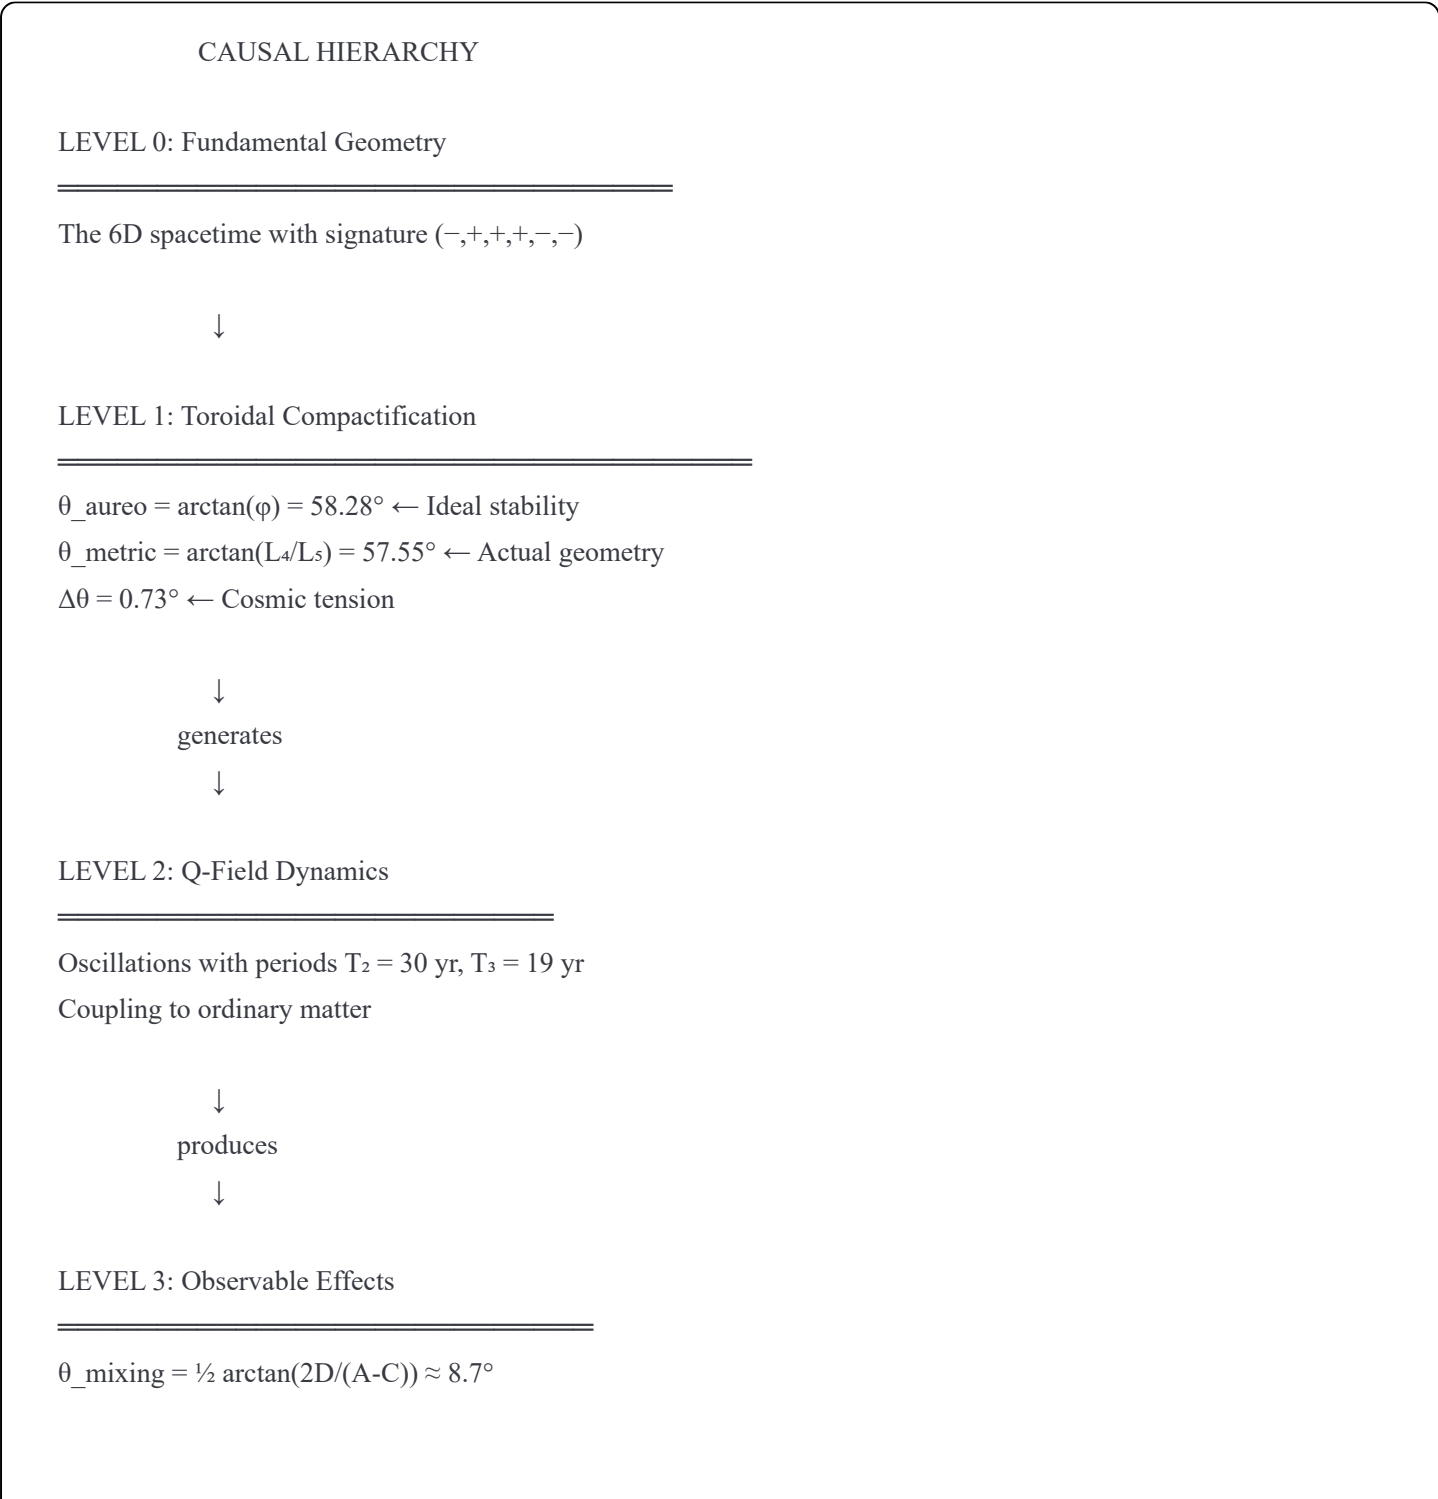 CAUSAL HIERARCHY
LEVEL 0: Fundamental Geometry
═══════════════════════════════
The 6D spacetime with signature (−,+,+,+,−,−)
↓
LEVEL 1: Toroidal Compactification
═══════════════════════════════════
θ_aureo = arctan(φ) = 58.28° ← Ideal stability
θ_metric = arctan(L₄/L₅) = 57.55° ← Actual geometry
Δθ = 0.73° ← Cosmic tension
↓
generates
↓
LEVEL 2: Q-Field Dynamics
═════════════════════════
Oscillations with periods T₂ = 30 yr, T₃ = 19 yr
Coupling to ordinary matter
↓
produces
↓
LEVEL 3: Observable Effects
═══════════════════════════
θ_mixing = ½ arctan(2D/(A-C)) ≈ 8.7°